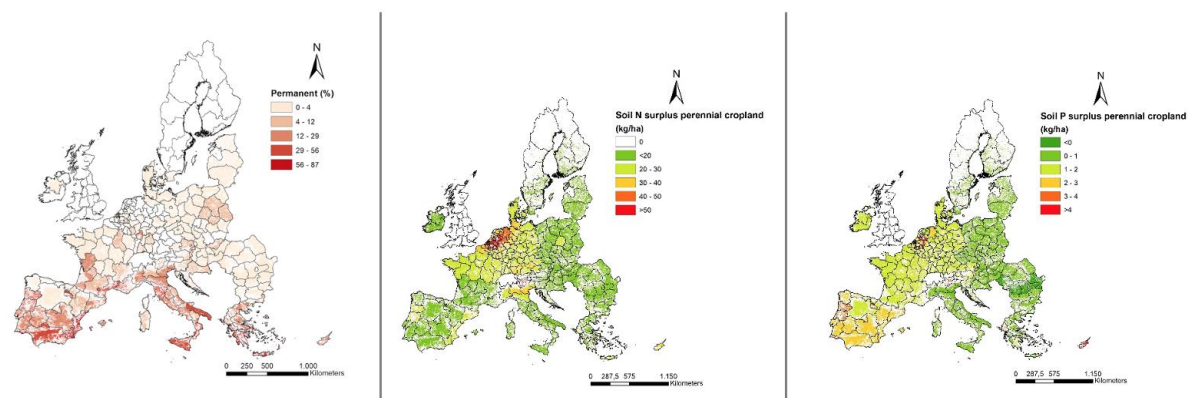 N
Permanent (%)
0 - 4
4 - 12
12 - 29
29 - 56
56 - 87
0 250 500 1.000
Kilometers
N
Soil N surplus perennial cropland
(kg/ha)
0
<20
20 - 30
30 - 40
40 - 50
>50
0 287,5 575 1.150
Kilometers
N
Soil P surplus perennial cropland
(kg/ha)
<0
0 - 1
1 - 2
2 - 3
3 - 4
>4
0 287,5 575 1.150
Kilometers